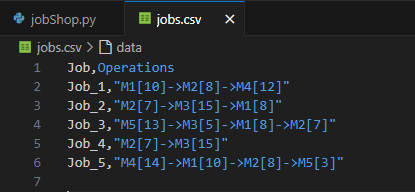 jobShop.py jobs.csv ×
jobs.csv > data
1 Job,Operations
2 Job_1,"M1[10]->M2[8]->M4[12]"
3 Job_2,"M2[7]->M3[15]->M1[8]"
4 Job_3,"M5[13]->M3[5]->M1[8]->M2[7]"
5 Job_4,"M2[7]->M3[15]"
6 Job_5,"M4[14]->M1[10]->M2[8]->M5[3]"